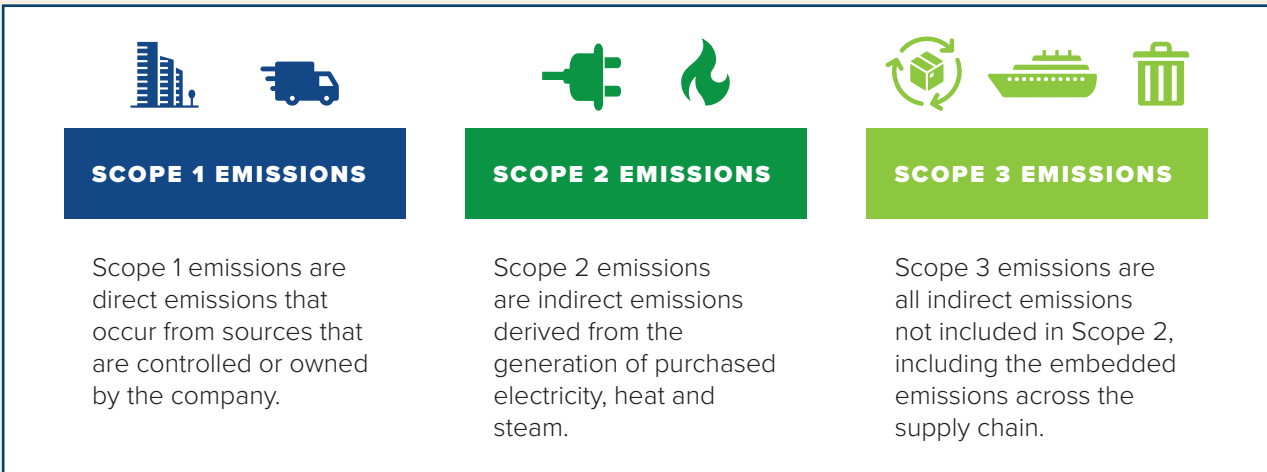 SCOPE 1 EMISSIONS
Scope 1 emissions are
direct emissions that
occur from sources that
are controlled or owned
by the company.
SCOPE 2 EMISSIONS
Scope 2 emissions
are indirect emissions
derived from the
generation of purchased
electricity, heat and
steam.
SCOPE 3 EMISSIONS
Scope 3 emissions are
all indirect emissions
not included in Scope 2,
including the embedded
emissions across the
supply chain.